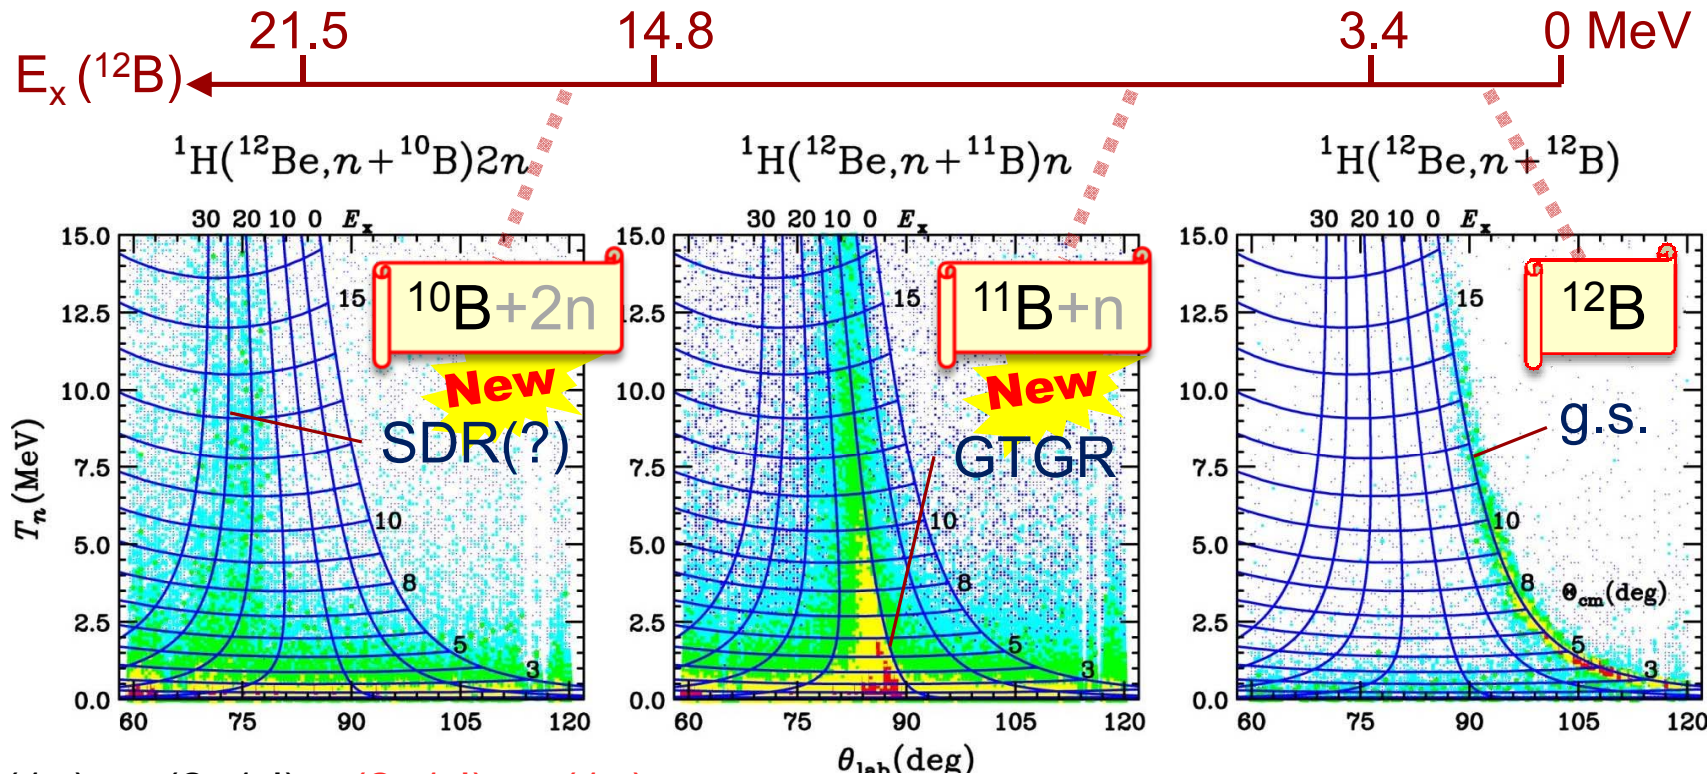 21.5 14.8 3.4 0 MeV
Eₓ (¹²B)
¹H(¹²Be,n+¹⁰B)2n ¹H(¹²Be,n+¹¹B)n ¹H(¹²Be,n+¹²B)
30 20 10 0 Eₓ 30 20 10 0 Eₓ 30 20 10 0 Eₓ
15.0 15.0 15.0
15 ¹⁰B+2n 15 ¹¹B+n 15 ¹²B
12.5 12.5 12.5
New New
10.0 10.0 10.0
SDR(?) GTGR g.s.
7.5 7.5 7.5
Tₙ(MeV)
10 10 10
5.0 5.0 5.0
8 8 8 Θcm(deg)
2.5 2.5 2.5
5 5 5
3 3 3
0.0 0.0 0.0
60 75 90 105 120 60 75 90 105 120 60 75 90 105 120
θlab(deg)